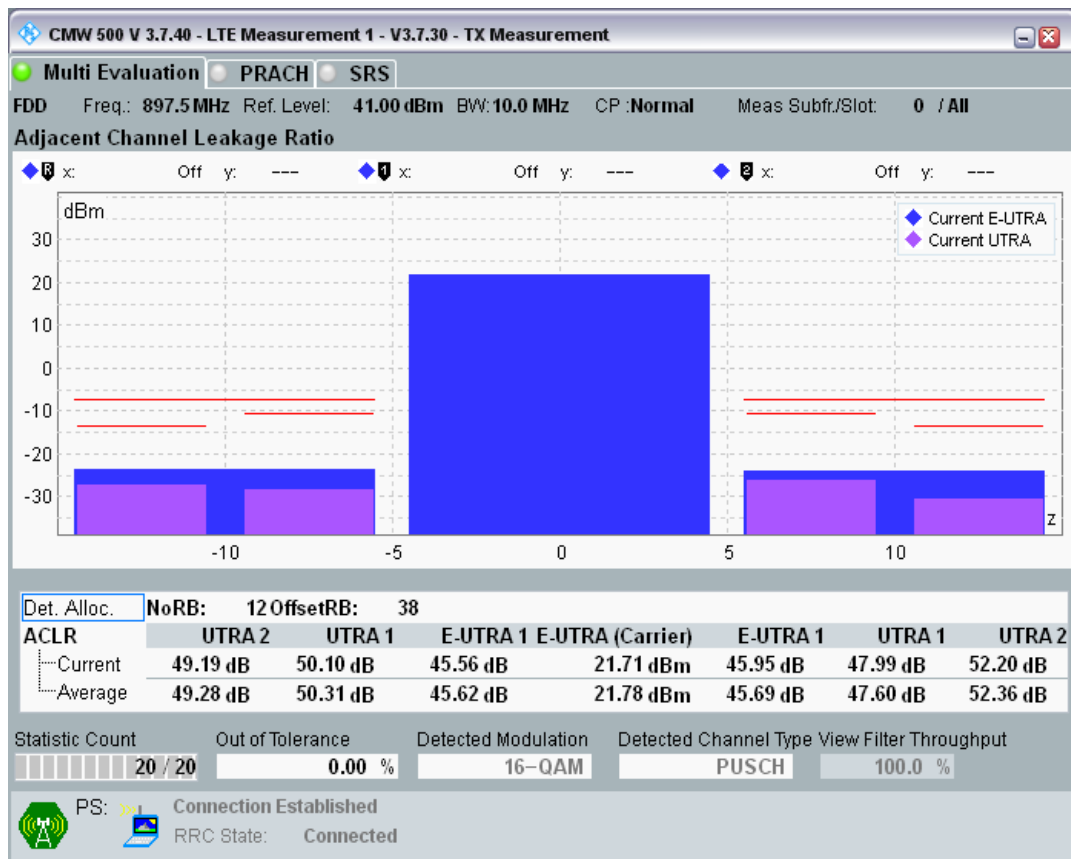 CMW 500 V 3.7.40 - LTE Measurement 1 - V3.7.30 - TX Measurement
Multi Evaluation PRACH SRS
FDD Freq.: 897.5 MHz Ref. Level: 41.00 dBm BW: 10.0 MHz CP :Normal Meas Subfr./Slot: 0 / All
Adjacent Channel Leakage Ratio
R x: Off y: --- 1 x: Off y: --- 2 x: Off y: ---
dBm
Current E-UTRA
Current UTRA
30
20
10
0
-10
-20
-30
z
-10 -5 0 5 10
Det. Alloc. NoRB: 12 OffsetRB: 38
ACLR UTRA 2 UTRA 1 E-UTRA 1 E-UTRA (Carrier) E-UTRA 1 UTRA 1 UTRA 2
Current 49.19 dB 50.10 dB 45.56 dB 21.71 dBm 45.95 dB 47.99 dB 52.20 dB
Average 49.28 dB 50.31 dB 45.62 dB 21.78 dBm 45.69 dB 47.60 dB 52.36 dB
Statistic Count Out of Tolerance Detected Modulation Detected Channel Type View Filter Throughput
20 / 20 0.00 % 16-QAM PUSCH 100.0 %
PS: Connection Established
RRC State: Connected